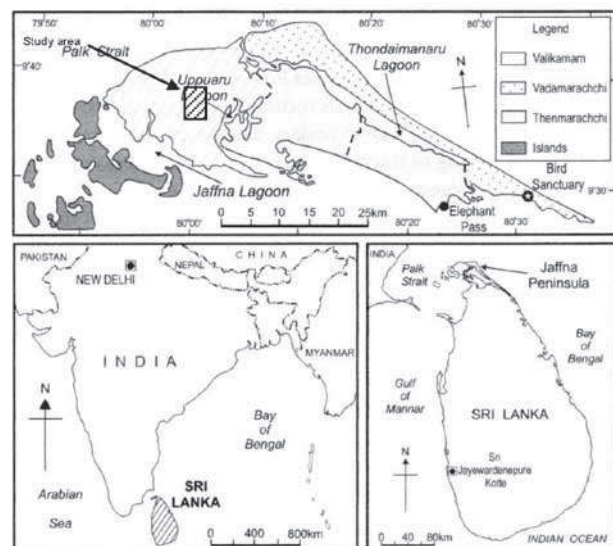 79°50'
80°00'
80°10'
80°20'
80°30'
Study area
Palk Strait
9°40'
Uppuaru
Thondaimanaru
Lagoon
N
Legend
Valikamam
Vadamarachchi
Thenmarachchi
Islands
Jaffna Lagoon
Bird
Sanctuary
9°30'
Elephant
Pass
80°00'
0 5 10 15 20 25km
80°20'
80°30'
PAKISTAN
NEW DELHI
NEPAL
CHINA
INDIA
MYANMAR
N
Bay
of
Bengal
Arabian
Sea
SRI
LANKA
0 400 800km
INDIA
Palk
Strait
Jaffna
Peninsula
Bay
of
Bengal
Gulf
of
Mannar
SRI LANKA
N
Sri
Jayewardenepure
Kotte
0 40 80
km
INDIAN OCEAN